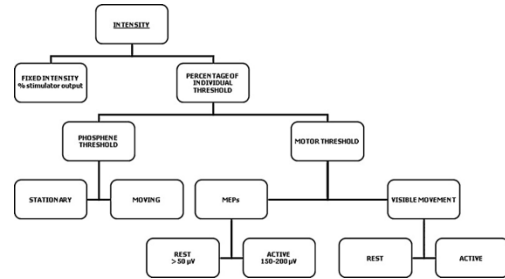 INTENSITY
FIXED INTENSITY
% stimulator output
PERCENTAGE OF
INDIVIDUAL
THRESHOLD
PHOSPHENE
THRESHOLD
MOTOR THRESHOLD
STATIONARY
MOVING
MEPs
VISIBLE MOVEMENT
REST
> 50 µV
ACTIVE
150-200 µV
REST
ACTIVE